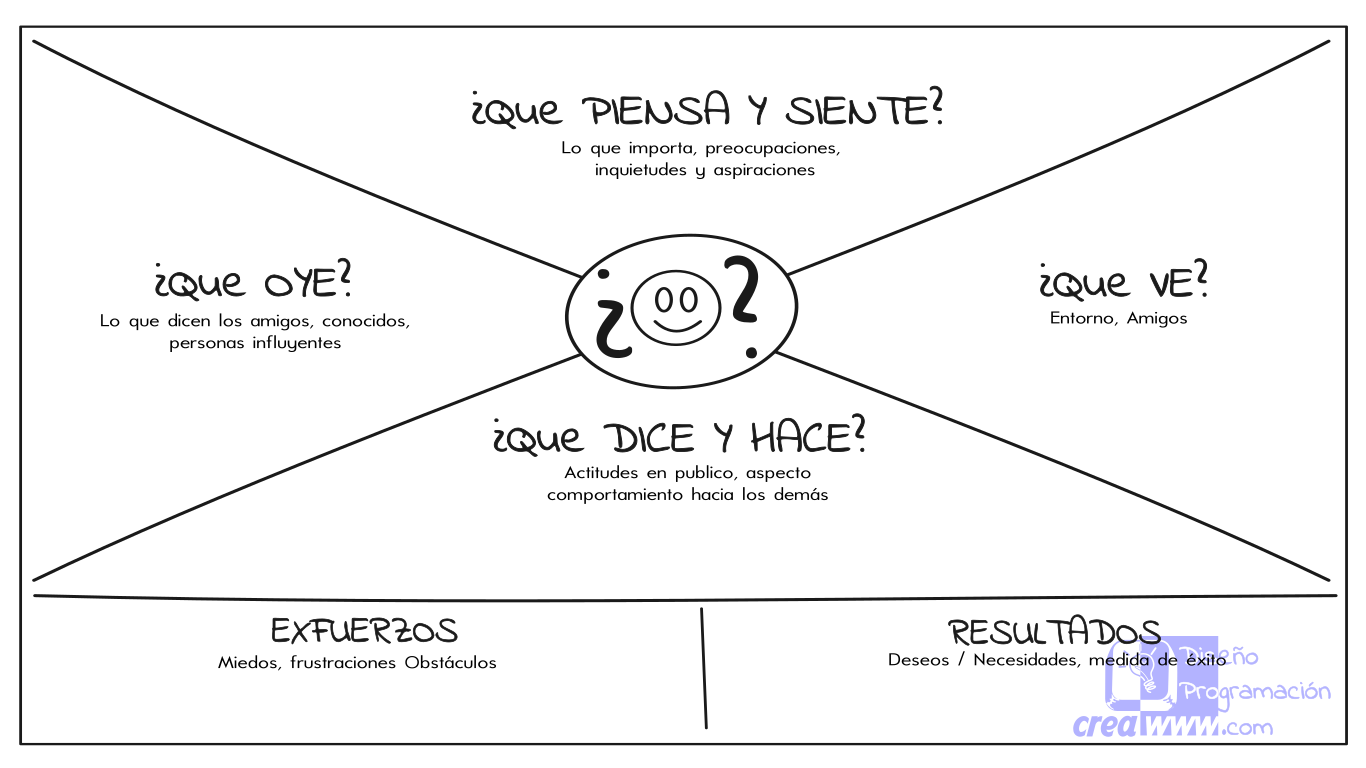 ¿Que PIENSA Y SIENTE?
Lo que importa, preocupaciones,
inquietudes y aspiraciones
¿Que OYE?
Lo que dicen los amigos, conocidos,
personas influyentes
¿Que VE?
Entorno, Amigos
¿ ?
¿Que DICE Y HACE?
Actitudes en publico, aspecto
comportamiento hacia los demás
EXFUERZOS
Miedos, frustraciones Obstáculos
RESULTADOS
Deseos / Necesidades, medida de éxito
Diseño
Programación
creawww.com